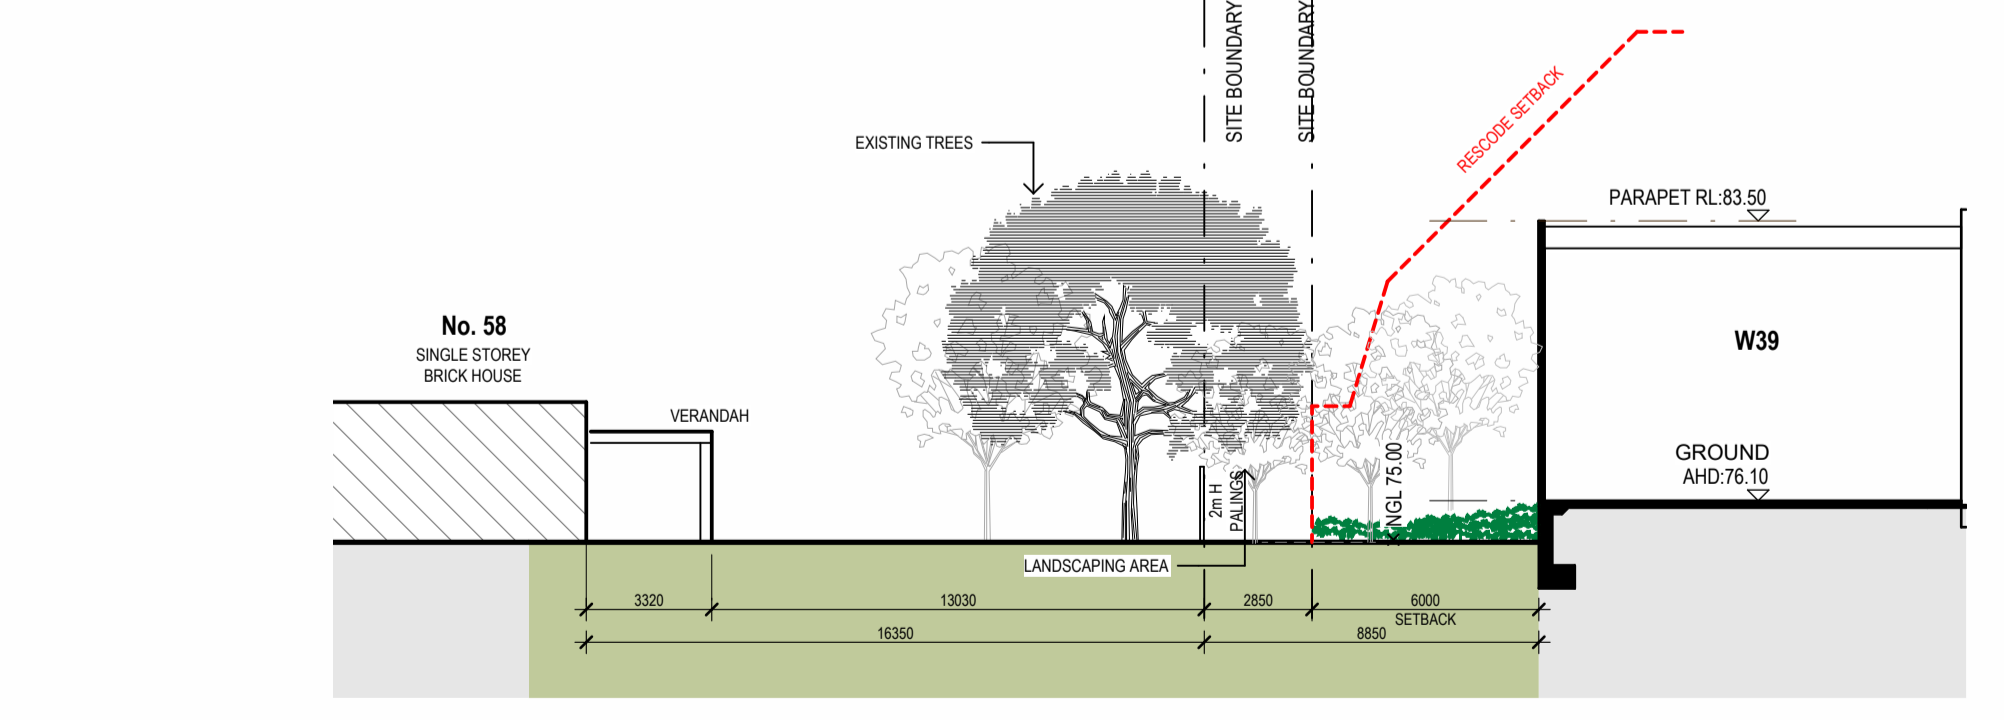 SITE BOUNDARY
SITE BOUNDARY
RESCODE SETBACK
EXISTING TREES
PARAPET RL:83.50
No. 58
SINGLE STOREY
BRICK HOUSE
W39
VERANDAH
GROUND
AHD:76.10
2m H
PALINGS
NGL 75.00
LANDSCAPING AREA
3320
13030
2850
6000
SETBACK
16350
8850